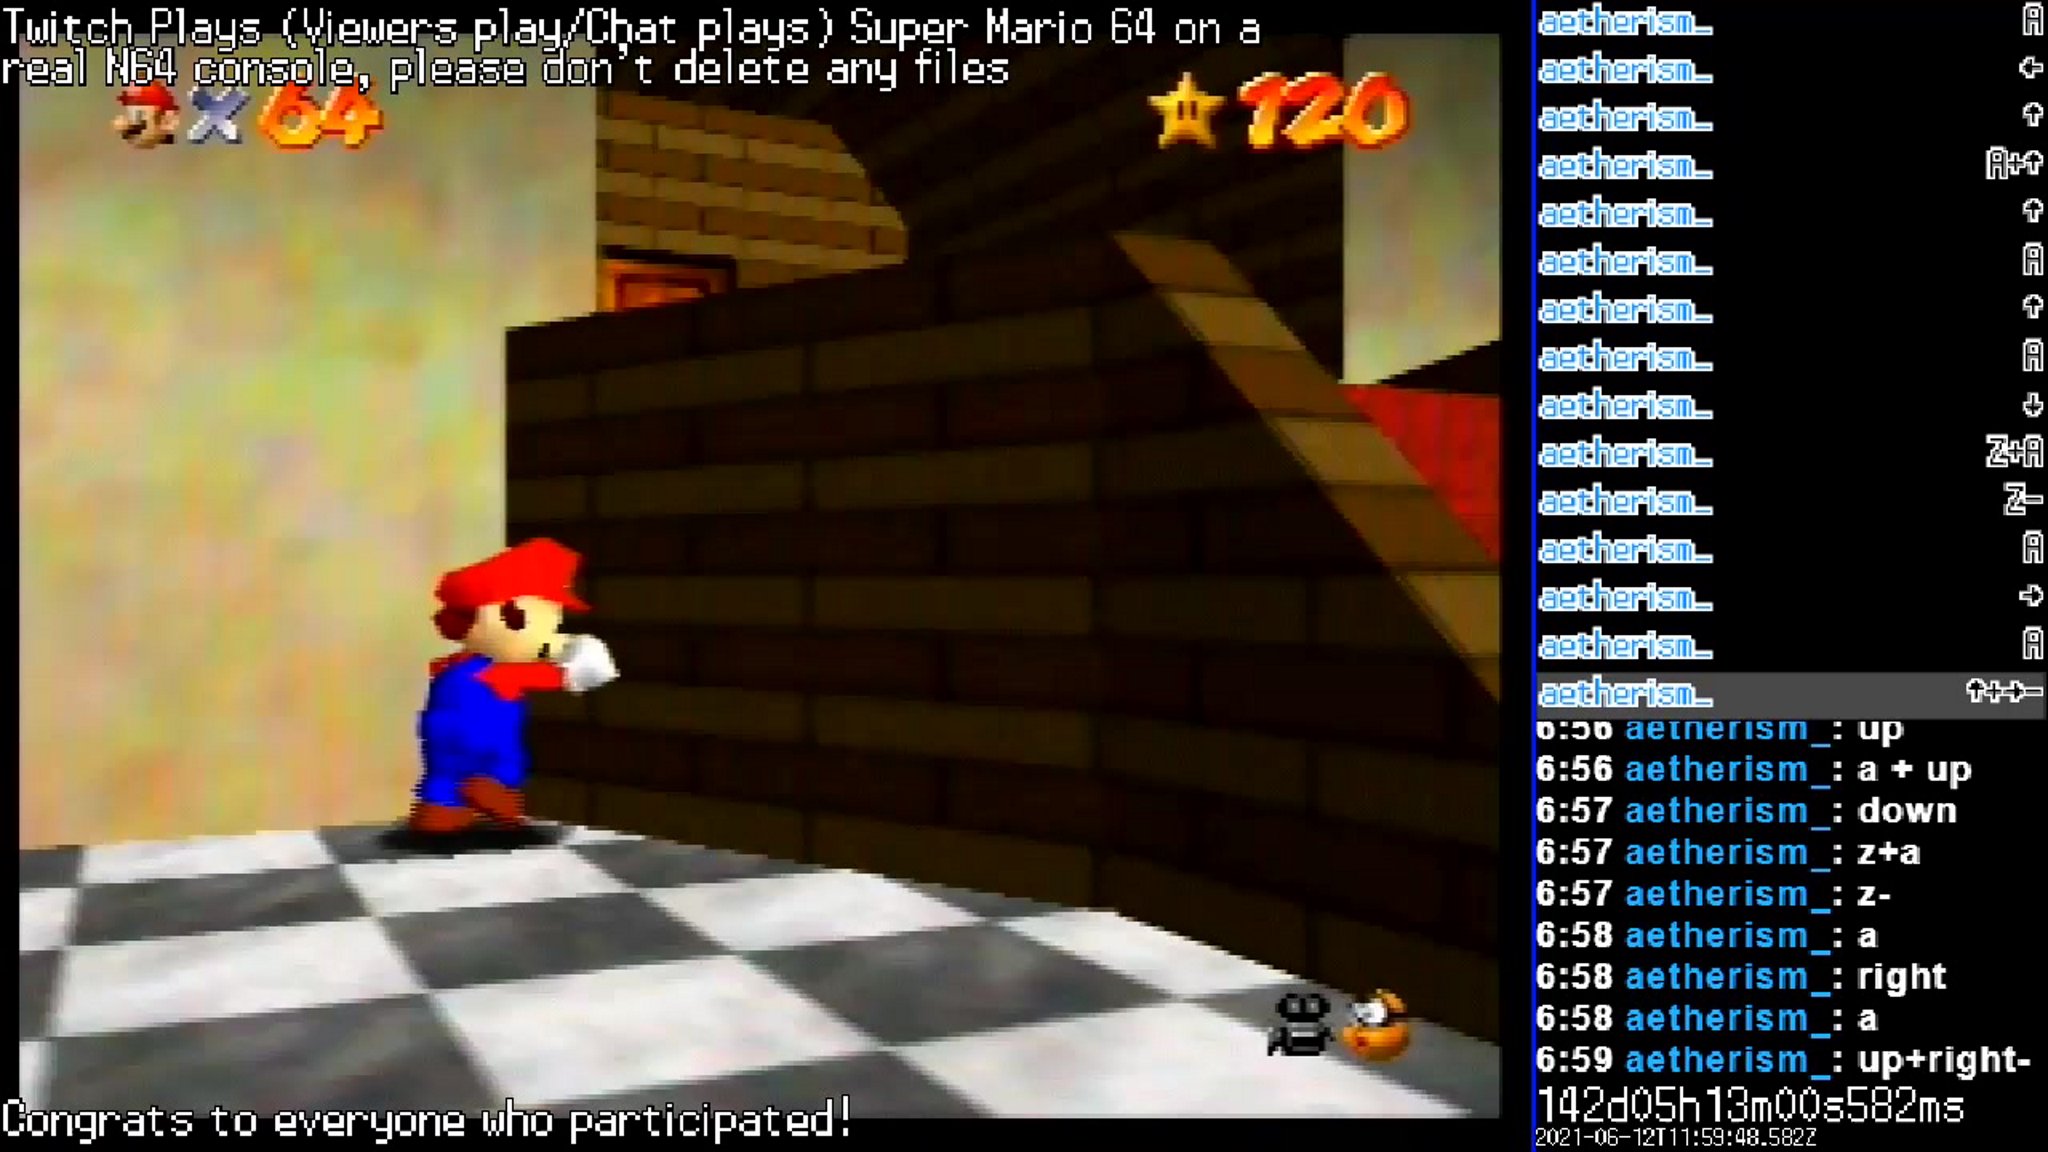 Twitch Plays (Viewers play/Chat plays) Super Mario 64 on a
real N64 console, please don't delete any files
× 64
120
Congrats to everyone who participated!
aetherism_ A
aetherism_ ←
aetherism_ ↑
aetherism_ A+↑
aetherism_ ↑
aetherism_ A
aetherism_ ↑
aetherism_ A
aetherism_ ↓
aetherism_ Z+A
aetherism_ Z-
aetherism_ A
aetherism_ →
aetherism_ A
aetherism_ ↑+→-
6:56 aetherism_: up
6:56 aetherism_: a + up
6:57 aetherism_: down
6:57 aetherism_: z+a
6:57 aetherism_: z-
6:58 aetherism_: a
6:58 aetherism_: right
6:58 aetherism_: a
6:59 aetherism_: up+right-
142d05h13m00s582ms
2021-06-12T11:59:48.582Z